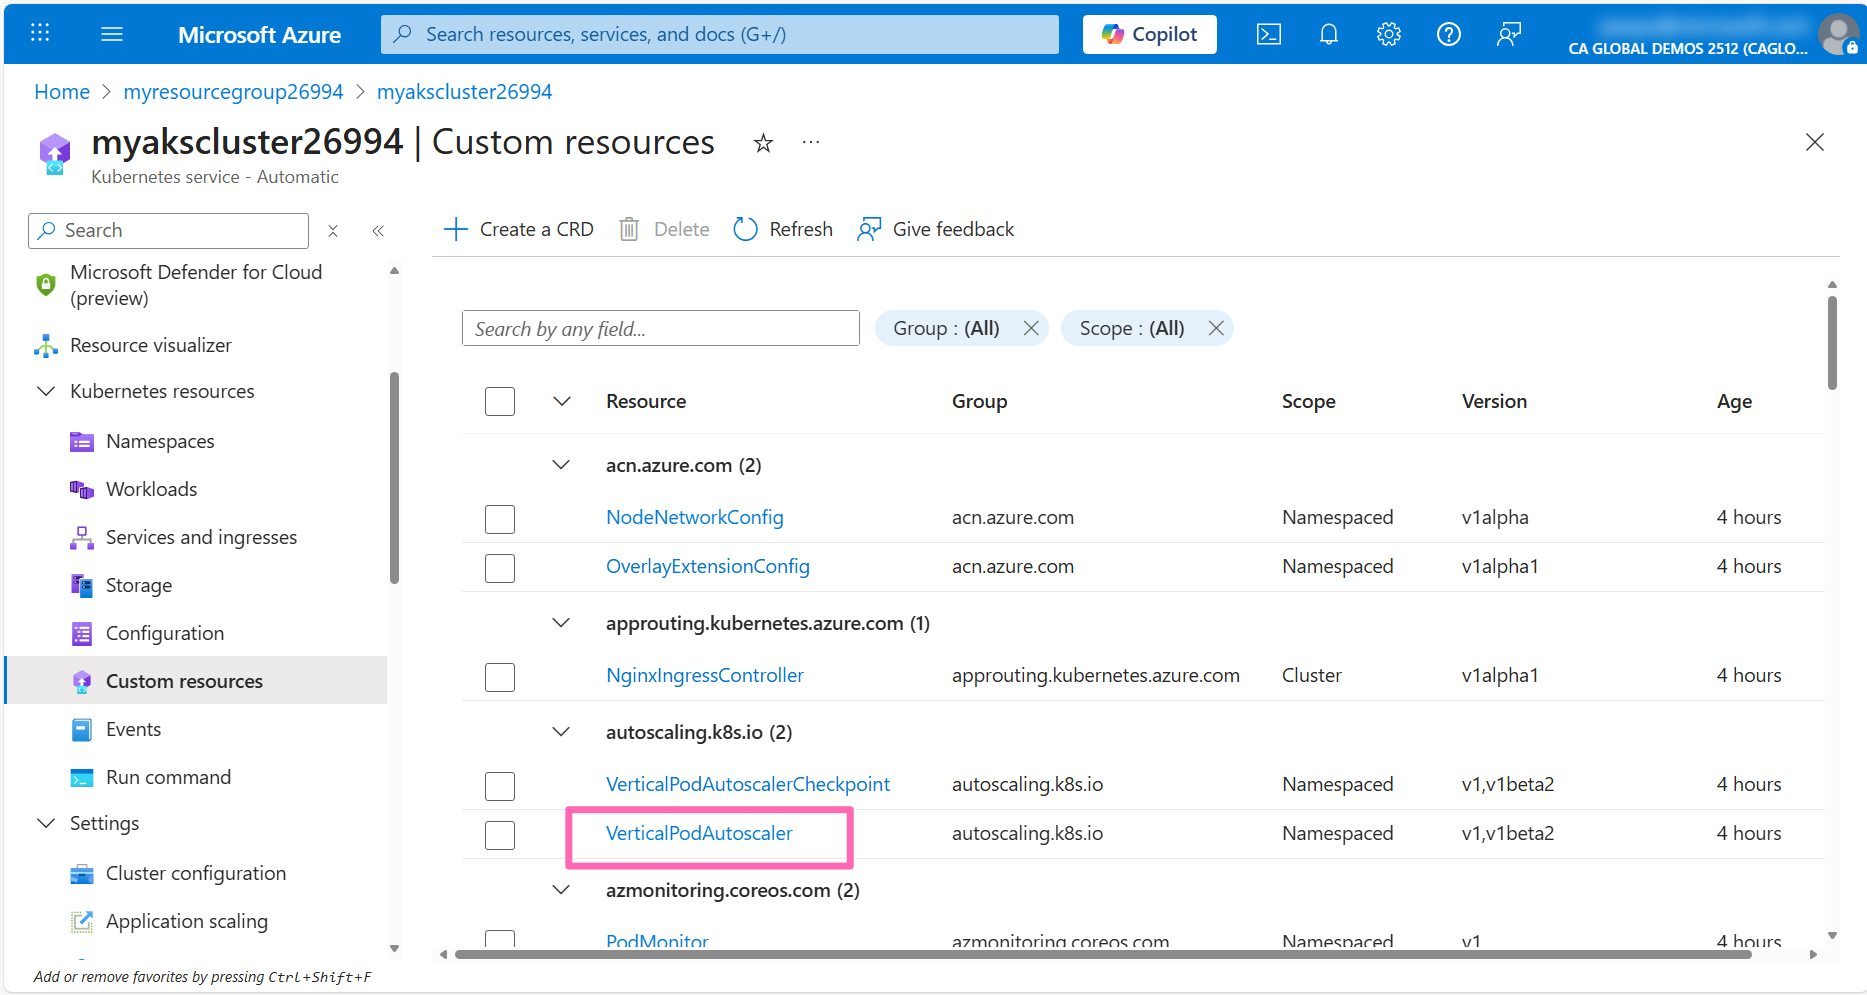 Microsoft Azure
Search resources, services, and docs (G+/)
Copilot
CA GLOBAL DEMOS 2512 (CAGLO...
Home > myresourcegroup26994 > myakscluster26994
myakscluster26994 | Custom resources
Kubernetes service - Automatic
Search
Create a CRD Delete Refresh Give feedback
Microsoft Defender for Cloud
(preview)
Resource visualizer
Kubernetes resources
Namespaces
Workloads
Services and ingresses
Storage
Configuration
Custom resources
Events
Run command
Settings
Cluster configuration
Application scaling
Add or remove favorites by pressing Ctrl+Shift+F
Search by any field...
Group : (All)
Scope : (All)
Resource Group Scope Version Age
acn.azure.com (2)
NodeNetworkConfig acn.azure.com Namespaced v1alpha 4 hours
OverlayExtensionConfig acn.azure.com Namespaced v1alpha1 4 hours
approuting.kubernetes.azure.com (1)
NginxIngressController approuting.kubernetes.azure.com Cluster v1alpha1 4 hours
autoscaling.k8s.io (2)
VerticalPodAutoscalerCheckpoint autoscaling.k8s.io Namespaced v1,v1beta2 4 hours
VerticalPodAutoscaler autoscaling.k8s.io Namespaced v1,v1beta2 4 hours
azmonitoring.coreos.com (2)
PodMonitor azmonitoring.coreos.com Namespaced v1 4 hours